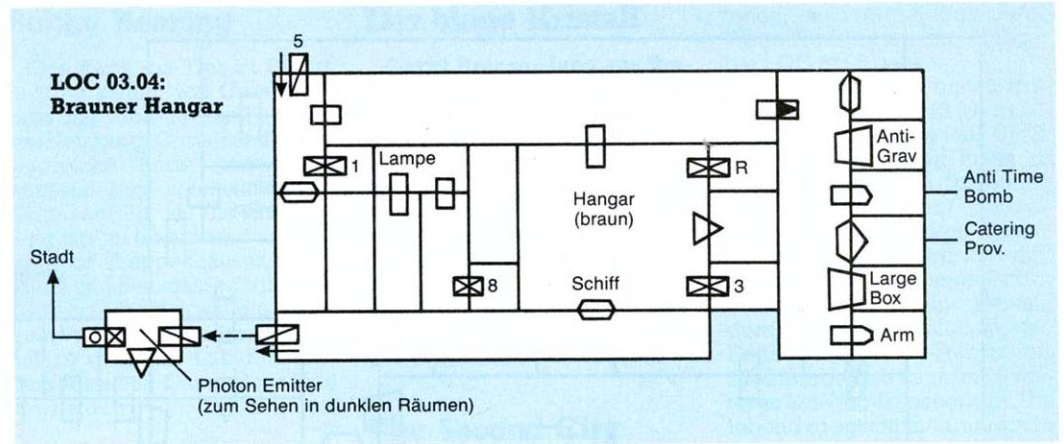 5
LOC 03.04:
Brauner Hangar
Lampe
1
R
Hangar
(braun)
Anti-
Grav
Anti Time
Bomb
Catering
Prov.
Stadt
8
Schiff
3
Large
Box
Arm
Photon Emitter
(zum Sehen in dunklen Räumen)